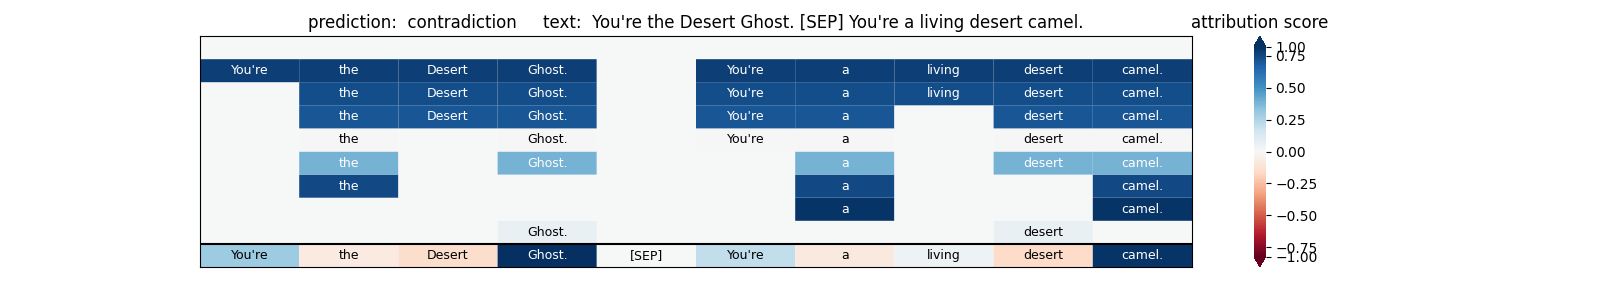 prediction:  contradiction     text:  You're the Desert Ghost. [SEP] You're a living desert camel.     attribution score
You're the Desert Ghost. You're a living desert camel.
the Desert Ghost. You're a living desert camel.
the Desert Ghost. You're a desert camel.
the Ghost. You're a desert camel.
the Ghost. a desert camel.
the a camel.
a camel.
Ghost. desert
You're the Desert Ghost. [SEP] You're a living desert camel.
1.00
0.75
0.50
0.25
0.00
−0.25
−0.50
−0.75
−1.00